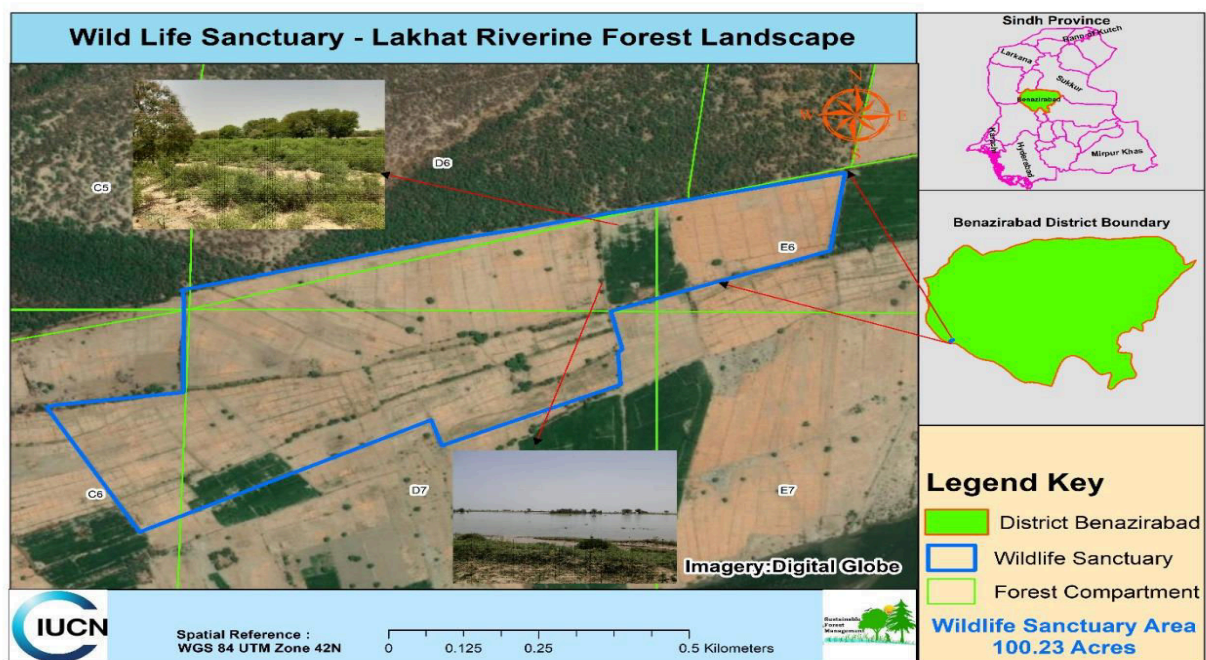 Wild Life Sanctuary - Lakhat Riverine Forest Landscape
N
W
E
S
C5
D6
E6
C6
D7
E7
Imagery:Digital Globe
IUCN
Spatial Reference :
WGS 84 UTM Zone 42N
0 0.125 0.25 0.5 Kilometers
Sustainable
Forest
Management
Sindh Province
Larkana
Sukkur
Benazirabad
Karachi
Hyderabad
Mirpur Khas
Benazirabad District Boundary
Legend Key
District Benazirabad
Wildlife Sanctuary
Forest Compartment
Wildlife Sanctuary Area
100.23 Acres